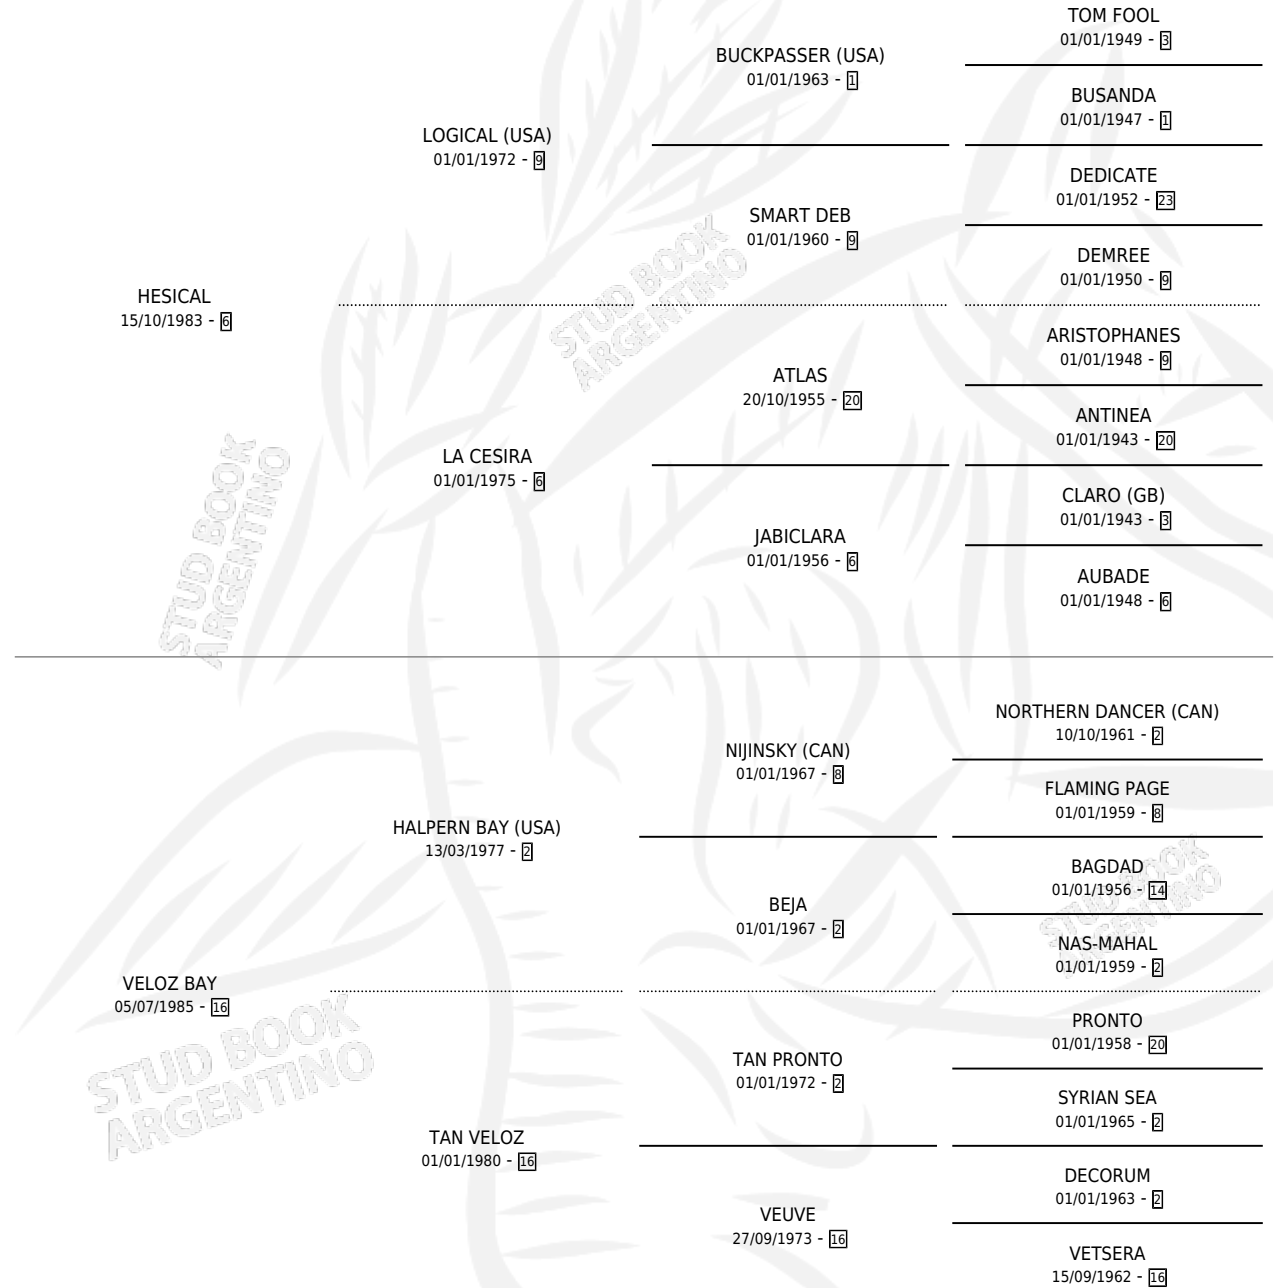 TOM FOOL
01/01/1949 - 3
BUCKPASSER (USA)
01/01/1963 - 1
BUSANDA
01/01/1947 - 1
LOGICAL (USA)
01/01/1972 - 9
DEDICATE
01/01/1952 - 23
SMART DEB
01/01/1960 - 9
DEMREE
01/01/1950 - 9
HESICAL
15/10/1983 - 6
STUD BOOK
ARGENTINO
ARISTOPHANES
01/01/1948 - 9
ATLAS
20/10/1955 - 20
ANTINEA
01/01/1943 - 20
LA CESIRA
01/01/1975 - 6
CLARO (GB)
01/01/1943 - 3
JABICLARA
01/01/1956 - 6
AUBADE
01/01/1948 - 6
STUD BOOK
ARGENTINO
NORTHERN DANCER (CAN)
10/10/1961 - 2
NIJINSKY (CAN)
01/01/1967 - 8
FLAMING PAGE
01/01/1959 - 8
HALPERN BAY (USA)
13/03/1977 - 2
BAGDAD
01/01/1956 - 14
BEJA
01/01/1967 - 2
NAS-MAHAL
01/01/1959 - 2
STUD BOOK
ARGENTINO
VELOZ BAY
05/07/1985 - 16
PRONTO
01/01/1958 - 20
TAN PRONTO
01/01/1972 - 2
SYRIAN SEA
01/01/1965 - 2
STUD BOOK
ARGENTINO
TAN VELOZ
01/01/1980 - 16
DECORUM
01/01/1963 - 2
VEUVE
27/09/1973 - 16
VETSERA
15/09/1962 - 16